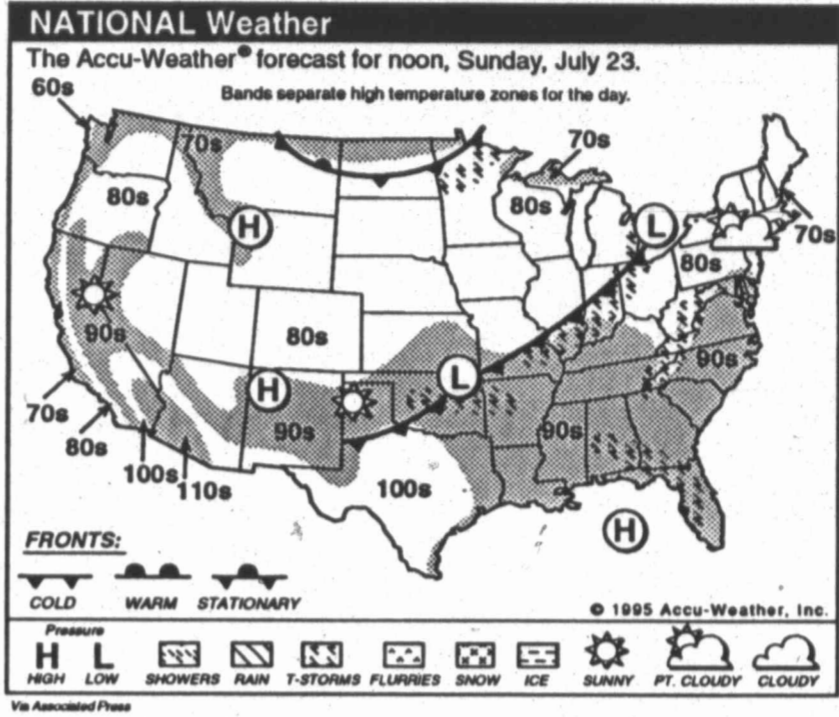 NATIONAL Weather
The Accu-Weather® forecast for noon, Sunday, July 23.
60s
Bands separate high temperature zones for the day.
70s
70s
80s
80s
H
L
70s
80s
90s
80s
90s
H
L
70s
90s
90s
80s
100s
110s
100s
H
FRONTS:
COLD WARM STATIONARY
© 1995 Accu-Weather, Inc.
Pressure
H L
HIGH LOW SHOWERS RAIN T-STORMS FLURRIES SNOW ICE SUNNY PT. CLOUDY CLOUDY
Via Associated Press